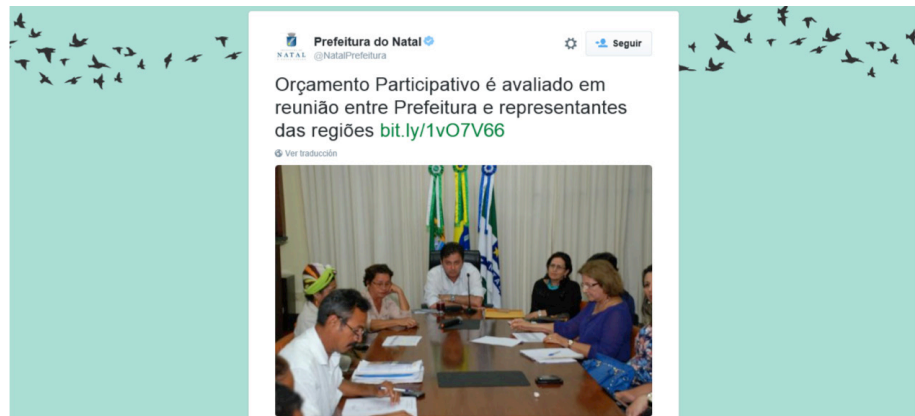 NATAL
Prefeitura do Natal
@NatalPrefeitura
Seguir
Orçamento Participativo é avaliado em
reunião entre Prefeitura e representantes
das regiões bit.ly/1vO7V66
Ver traducción